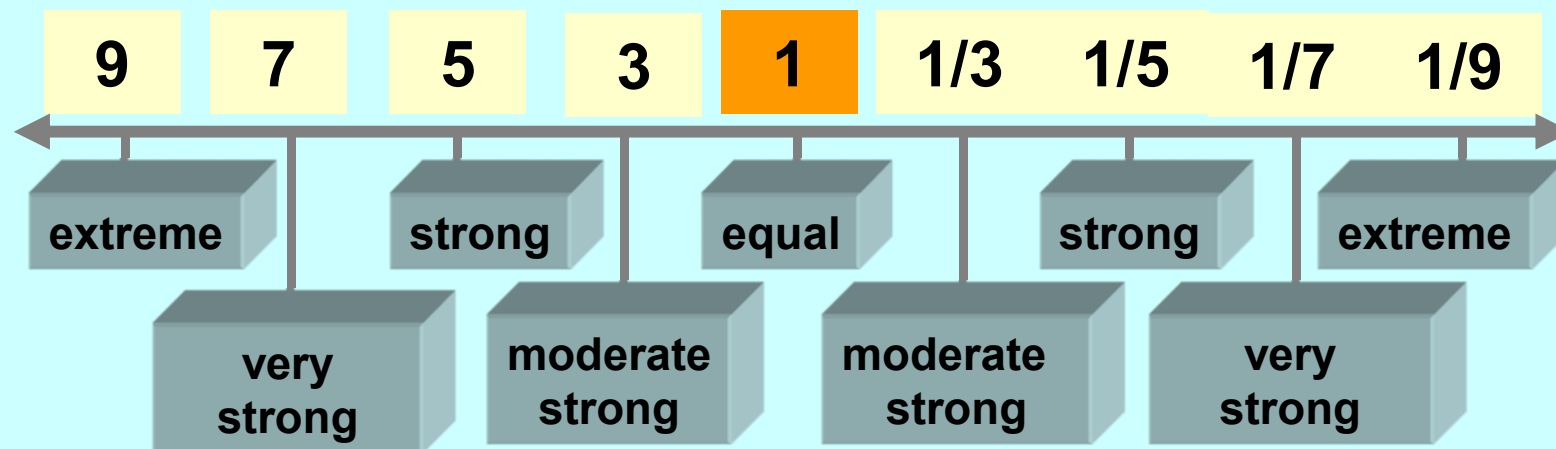 9 7 5 3 1 1/3 1/5 1/7 1/9
extreme strong equal strong extreme
very
strong
moderate
strong
moderate
strong
very
strong